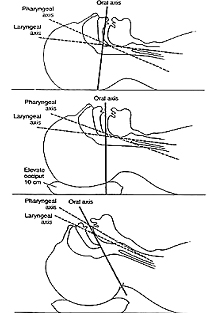 Oral axis
Pharyngeal
axis
Laryngeal
axis
Oral axis
Pharyngeal
axis
Laryngeal
axis
Elevate
occiput
10 cm
Pharyngeal
axis
Oral axis
Laryngeal
axis